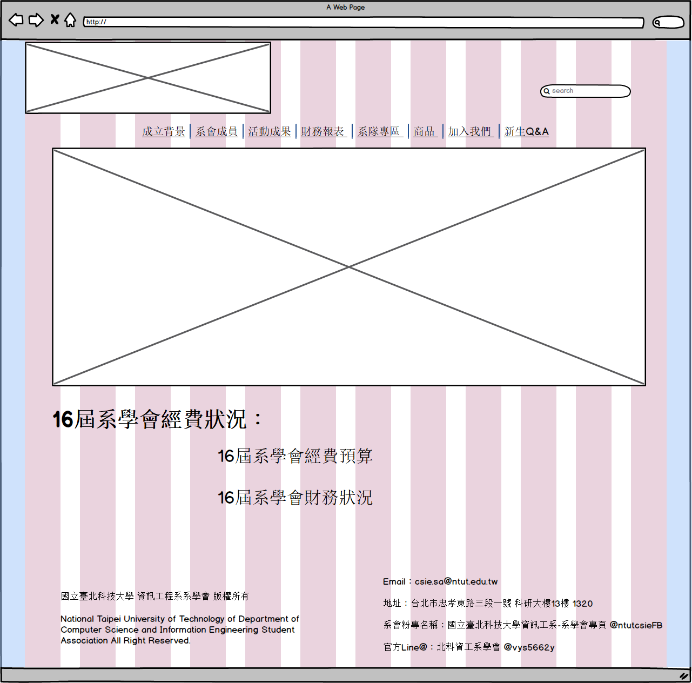 A Web Page
http://
search
成立背景 | 系會成員 | 活動成果 | 財務報表 | 系隊專區 | 商品 | 加入我們 | 新生Q&A
16屆系學會經費狀況：
16屆系學會經費預算
16屆系學會財務狀況
國立臺北科技大學 資訊工程系系學會 版權所有
National Taipei University of Technology of Department of
Computer Science and Information Engineering Student
Association All Right Reserved.
Email：csie.sa@ntut.edu.tw
地址：台北市忠孝東路三段一號 科研大樓13樓 1320
系會粉專名稱：國立臺北科技大學資訊工系-系學會專頁 @ntutcsieFB
官方Line@：北科資工系學會 @vys5662y